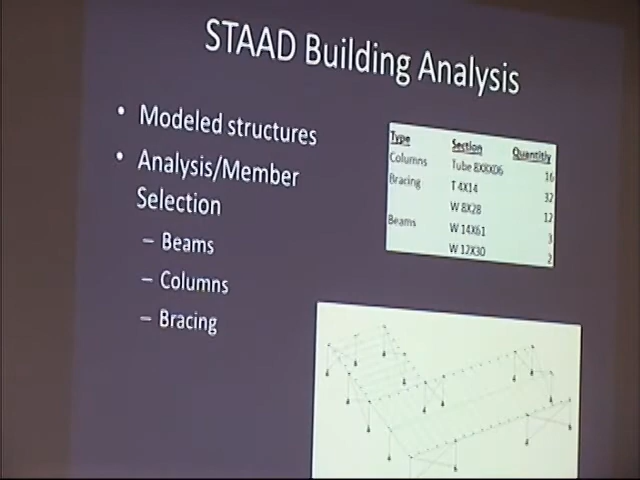 STAAD Building Analysis
• Modeled structures
• Analysis/Member
Selection
– Beams
– Columns
– Bracing
Type Section Quantitiy
Columns Tube 8X8X06 16
Bracing T 4X14 32
W 8X28 12
Beams W 14X61 3
W 12X30 2